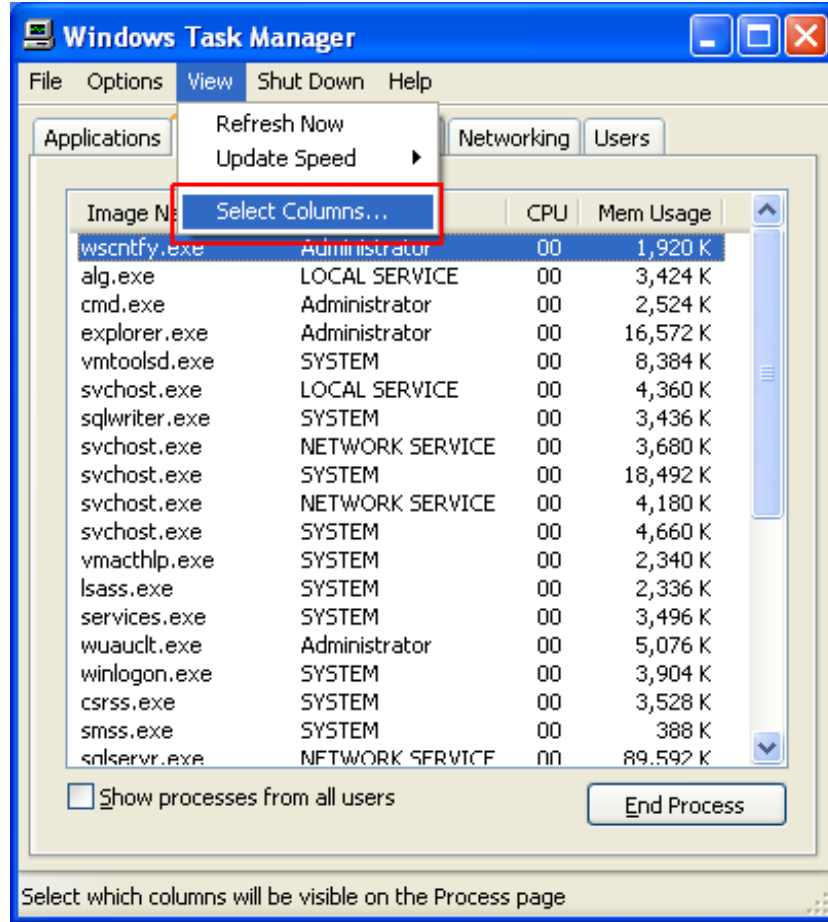 Windows Task Manager
File Options View Shut Down Help
Refresh Now
Update Speed
Select Columns...
Applications Networking Users
Image N CPU Mem Usage
wscntfy.exe Administrator 00 1,920 K
alg.exe LOCAL SERVICE 00 3,424 K
cmd.exe Administrator 00 2,524 K
explorer.exe Administrator 00 16,572 K
vmtoolsd.exe SYSTEM 00 8,384 K
svchost.exe LOCAL SERVICE 00 4,360 K
sqlwriter.exe SYSTEM 00 3,436 K
svchost.exe NETWORK SERVICE 00 3,680 K
svchost.exe SYSTEM 00 18,492 K
svchost.exe NETWORK SERVICE 00 4,180 K
svchost.exe SYSTEM 00 4,660 K
vmacthlp.exe SYSTEM 00 2,340 K
lsass.exe SYSTEM 00 2,336 K
services.exe SYSTEM 00 3,496 K
wuauclt.exe Administrator 00 5,076 K
winlogon.exe SYSTEM 00 3,904 K
csrss.exe SYSTEM 00 3,528 K
smss.exe SYSTEM 00 388 K
sqlservr.exe NETWORK SERVICE 00 89,592 K
Show processes from all users
End Process
Select which columns will be visible on the Process page